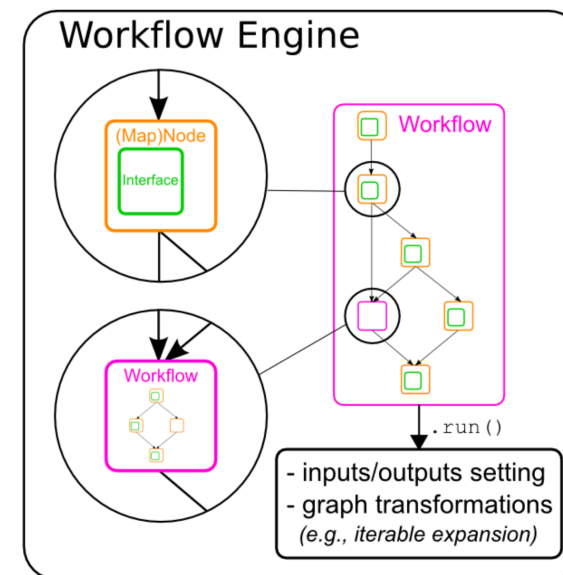 Workflow Engine
(Map)Node
Interface
Workflow
Workflow
.run()
- inputs/outputs setting
- graph transformations
(e.g., iterable expansion)